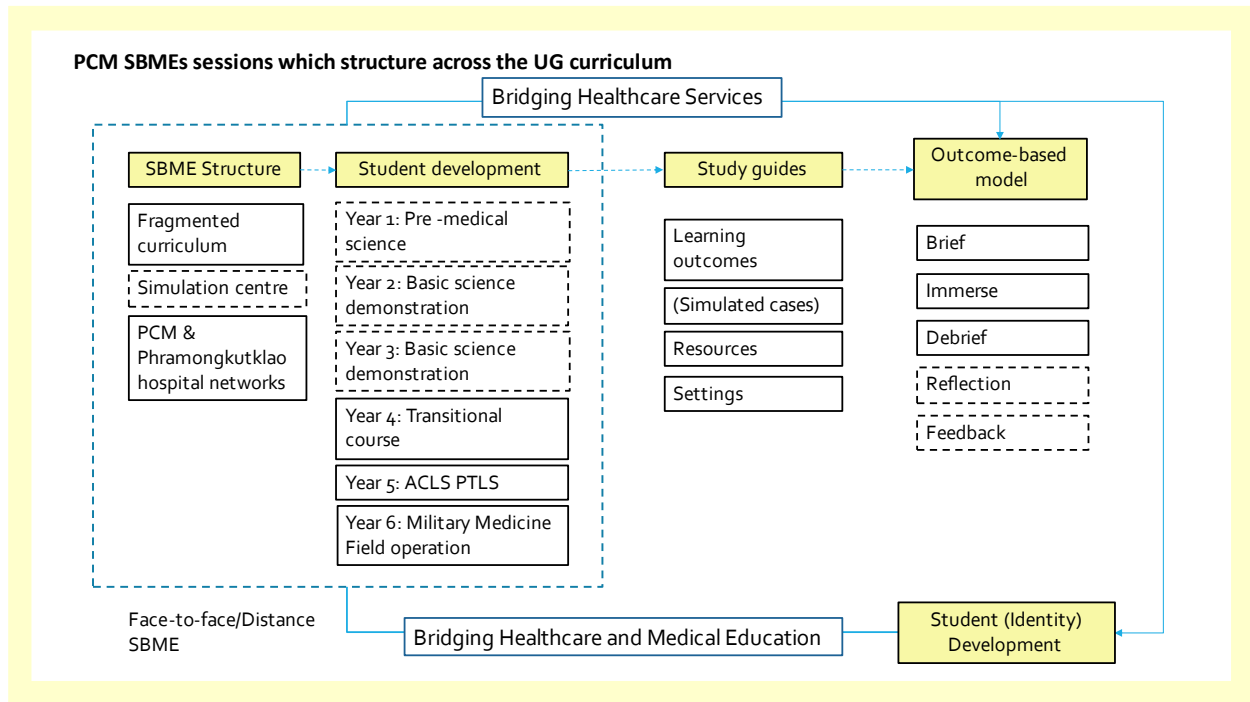 PCM SBMEs sessions which structure across the UG curriculum
Bridging Healthcare Services
SBME Structure
Fragmented
curriculum
Simulation centre
PCM &
Phramongkutklao
hospital networks
Student development
Year 1: Pre -medical
science
Year 2: Basic science
demonstration
Year 3: Basic science
demonstration
Year 4: Transitional
course
Year 5: ACLS PTLS
Year 6: Military Medicine
Field operation
Study guides
Learning
outcomes
(Simulated cases)
Resources
Settings
Outcome-based
model
Brief
Immerse
Debrief
Reflection
Feedback
Face-to-face/Distance
SBME
Bridging Healthcare and Medical Education
Student (Identity)
Development